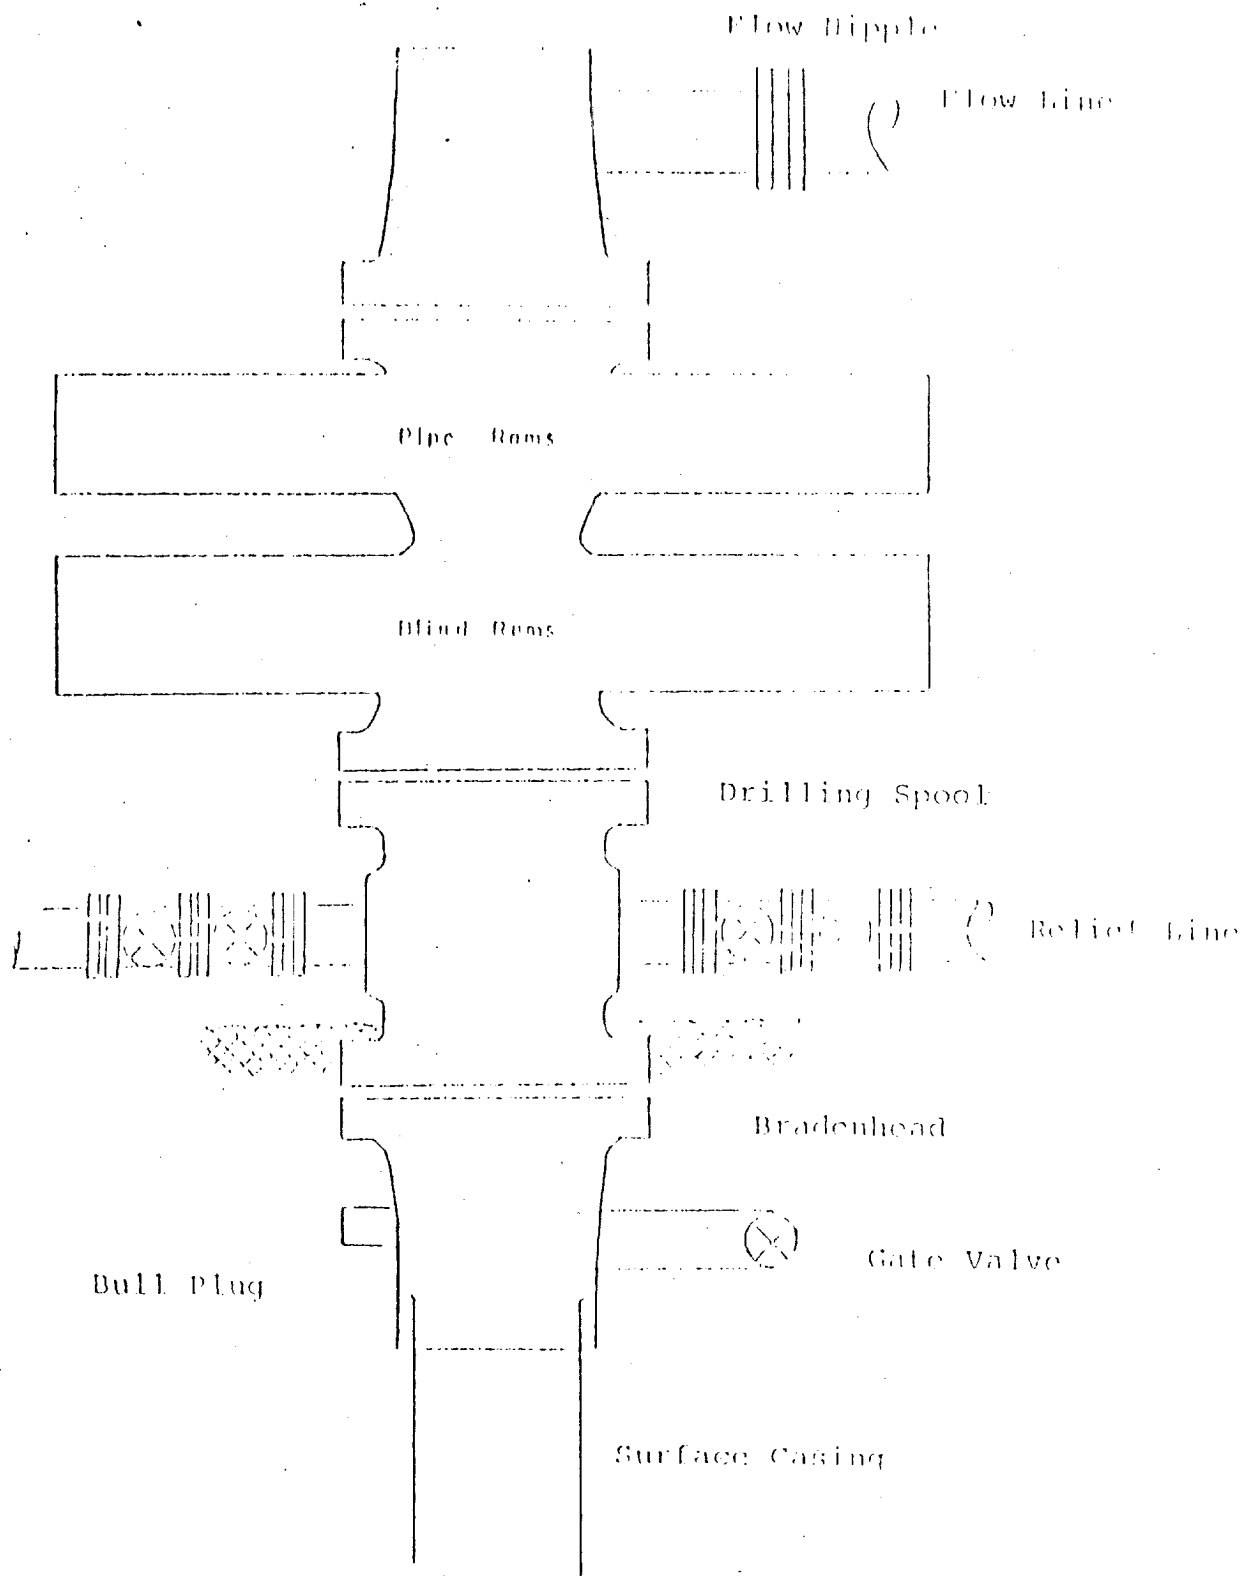 Flow Nipple
Flow Line
Pipe Rams
Blind Rams
Drilling Spool
Relief Line
Bradenhead
Gate Valve
Bull Plug
Surface Casing